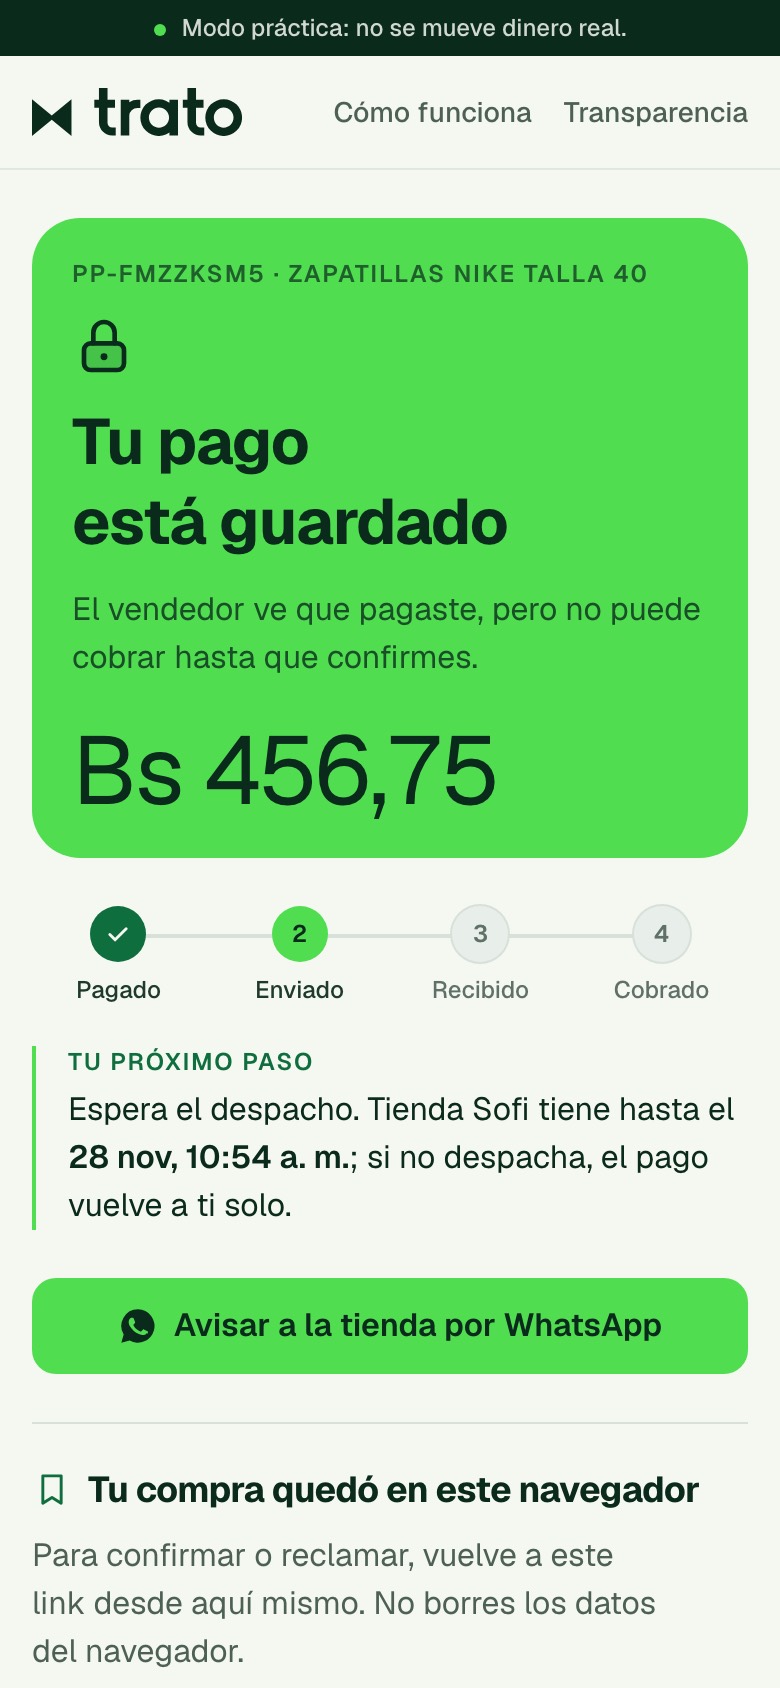 Modo práctica: no se mueve dinero real.
trato
Cómo funciona Transparencia
PP-FMZZKSM5 · ZAPATILLAS NIKE TALLA 40
Tu pago
está guardado
El vendedor ve que pagaste, pero no puede
cobrar hasta que confirmes.
Bs 456,75
2 3 4
Pagado Enviado Recibido Cobrado
TU PRÓXIMO PASO
Espera el despacho. Tienda Sofi tiene hasta el
28 nov, 10:54 a. m.; si no despacha, el pago
vuelve a ti solo.
Avisar a la tienda por WhatsApp
Tu compra quedó en este navegador
Para confirmar o reclamar, vuelve a este
link desde aquí mismo. No borres los datos
del navegador.